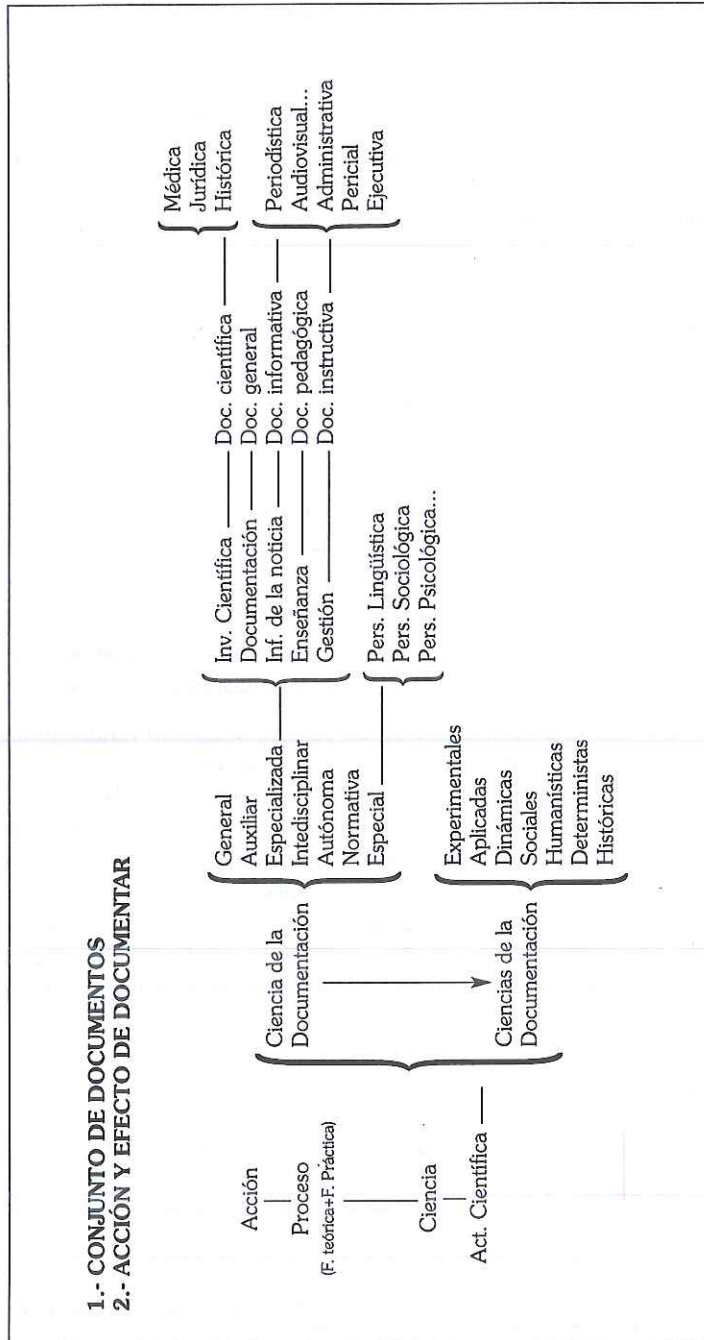 1.- CONJUNTO DE DOCUMENTOS
2.- ACCIÓN Y EFECTO DE DOCUMENTAR
Acción
Proceso
(F. teórica+F. Práctica)
Ciencia
Act. Científica
Ciencia de la
Documentación
Ciencias de la
Documentación
General
Auxiliar
Especializada
Intedisciplinar
Autónoma
Normativa
Especial
Experimentales
Aplicadas
Dinámicas
Sociales
Humanísticas
Deterministas
Históricas
Inv. Científica
Documentación
Inf. de la noticia
Enseñanza
Gestión
Pers. Lingüística
Pers. Sociológica
Pers. Psicológica...
Doc. científica
Doc. general
Doc. informativa
Doc. pedagógica
Doc. instructiva
Médica
Jurídica
Histórica
Periodística
Audiovisual...
Administrativa
Pericial
Ejecutiva